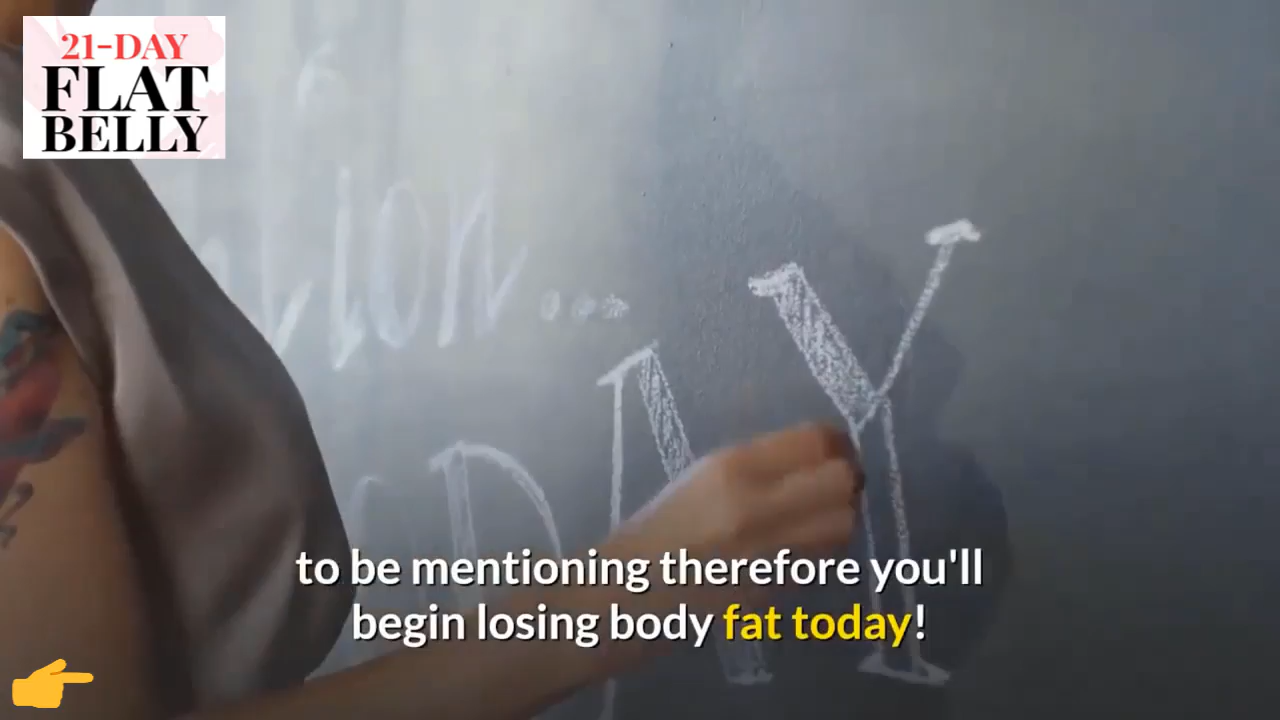 21-DAY
FLAT
BELLY
DAY
to be mentioning therefore you'll
begin losing body fat today!